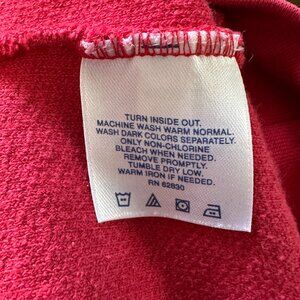 TURN INSIDE OUT.
MACHINE WASH WARM NORMAL.
WASH DARK COLORS SEPARATELY.
ONLY NON-CHLORINE
BLEACH WHEN NEEDED.
REMOVE PROMPTLY.
TUMBLE DRY LOW.
WARM IRON IF NEEDED.
RN 62830